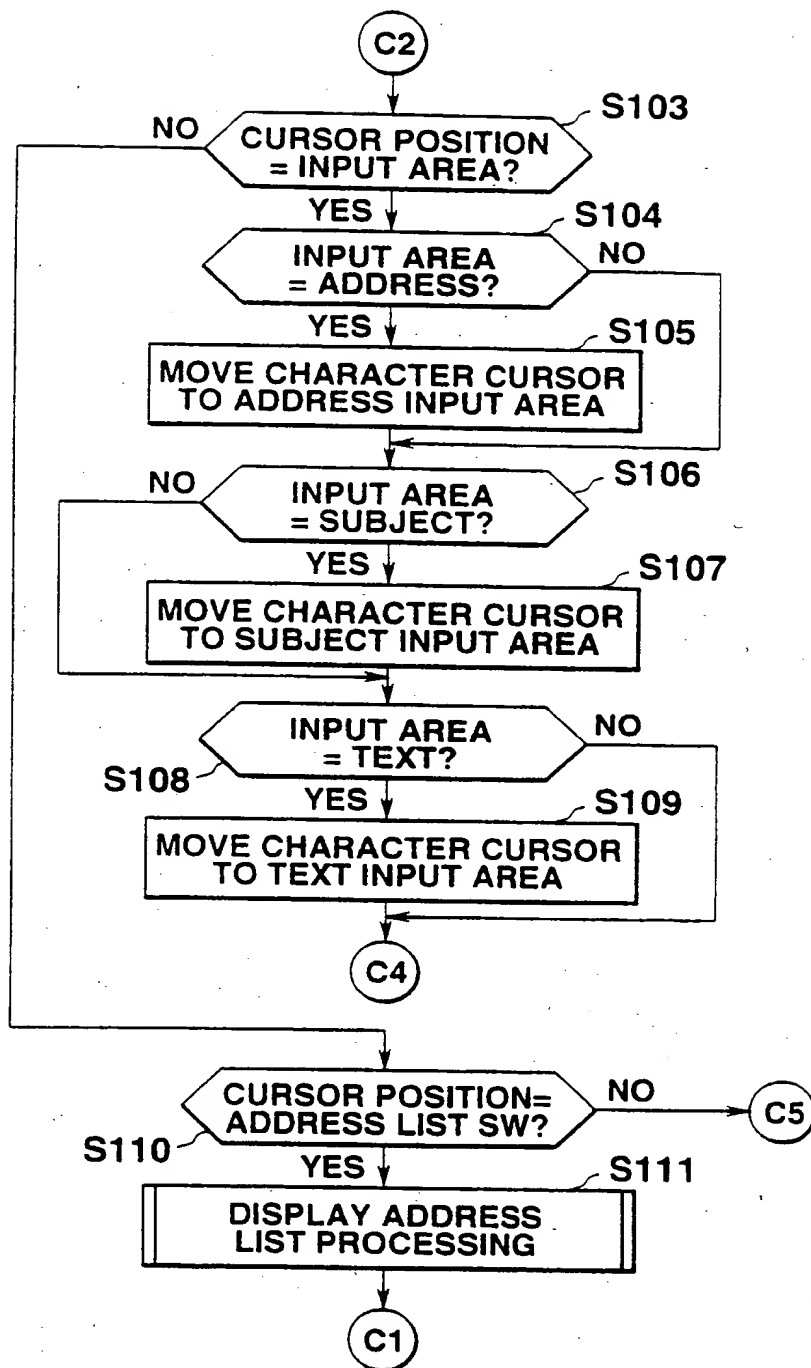 C2
S103
NO
CURSOR POSITION
= INPUT AREA?
YES
S104
INPUT AREA
= ADDRESS?
NO
YES
S105
MOVE CHARACTER CURSOR
TO ADDRESS INPUT AREA
NO
S106
INPUT AREA
= SUBJECT?
YES
S107
MOVE CHARACTER CURSOR
TO SUBJECT INPUT AREA
INPUT AREA
= TEXT?
NO
S108
YES
S109
MOVE CHARACTER CURSOR
TO TEXT INPUT AREA
C4
CURSOR POSITION=
ADDRESS LIST SW?
NO
C5
S110
YES
S111
DISPLAY ADDRESS
LIST PROCESSING
C1